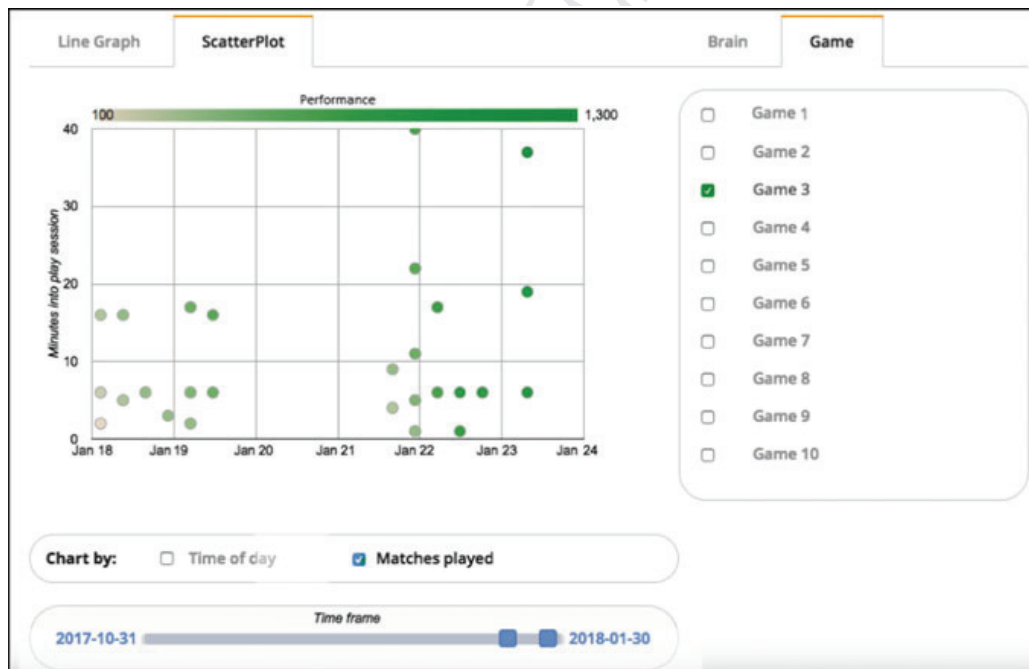 Line Graph
ScatterPlot
Brain
Game
Performance
100
1,300
40
30
20
10
0
Minutes into play session
Jan 18
Jan 19
Jan 20
Jan 21
Jan 22
Jan 23
Jan 24
Game 1
Game 2
Game 3
Game 4
Game 5
Game 6
Game 7
Game 8
Game 9
Game 10
Chart by:
Time of day
Matches played
Time frame
2017-10-31
2018-01-30